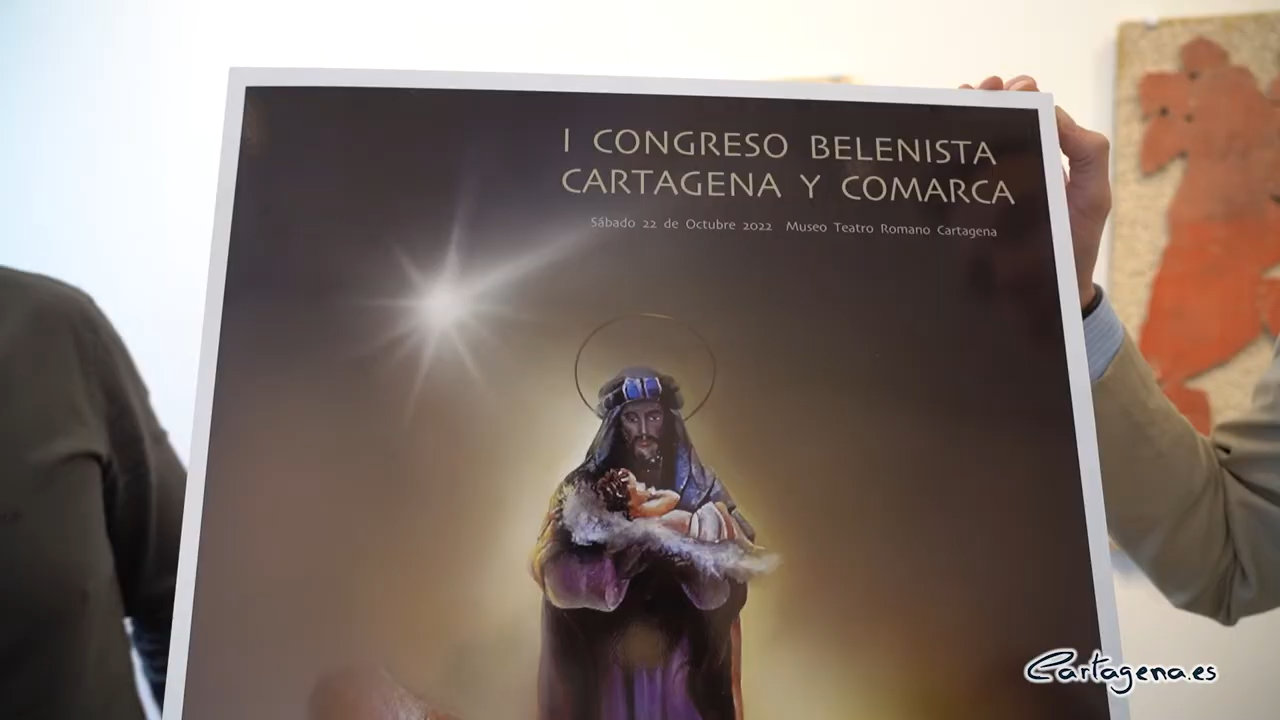 I CONGRESO BELENISTA
CARTAGENA Y COMARCA
Sábado 22 de Octubre 2022 Museo Teatro Romano Cartagena
Cartagena.es